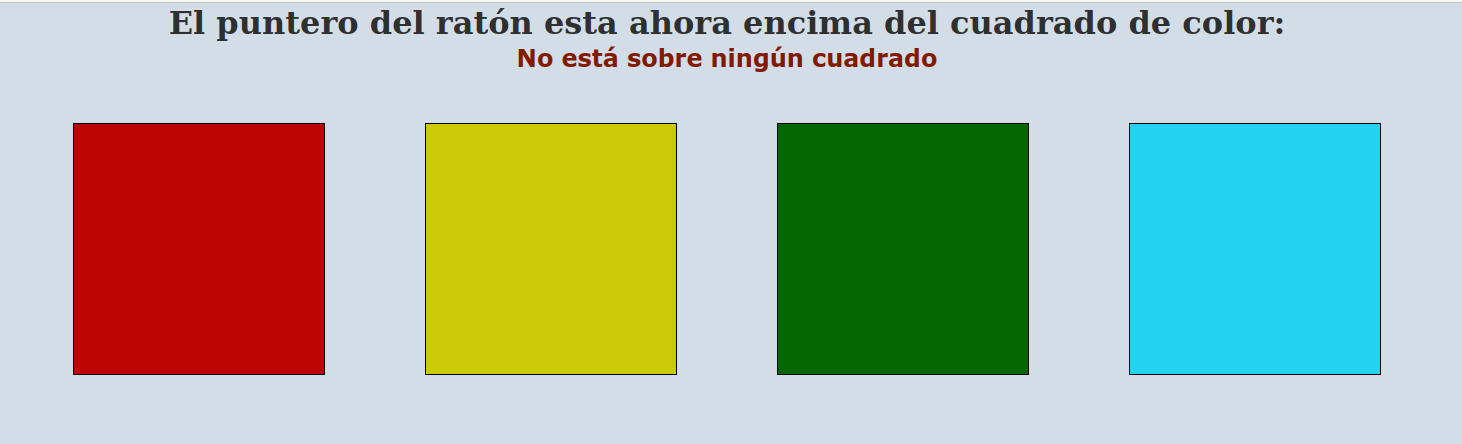 El puntero del ratón esta ahora encima del cuadrado de color:
No está sobre ningún cuadrado